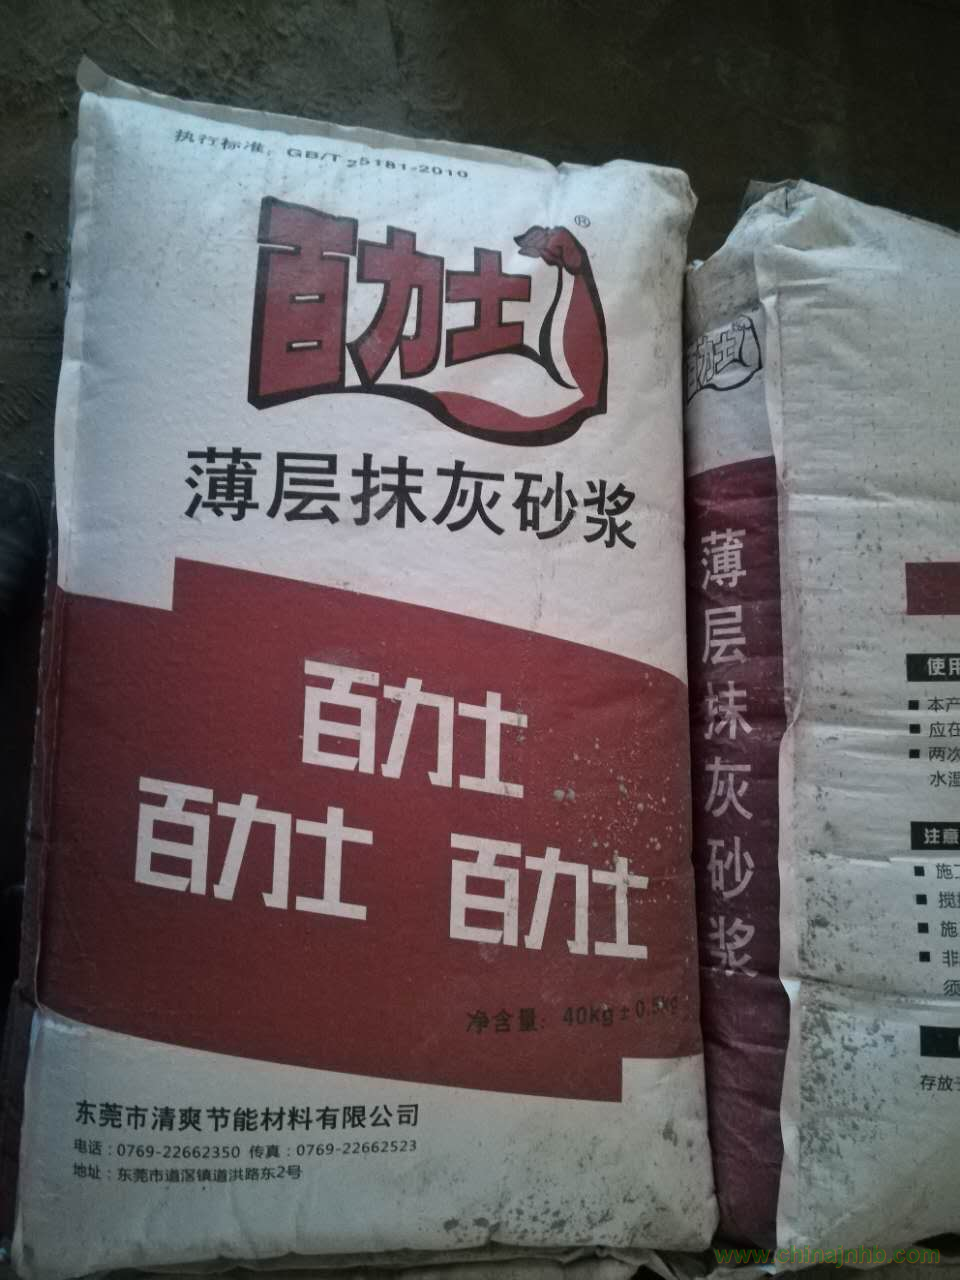 执行标准：GB/T 25181-2010
百力士®
薄层抹灰砂浆
百力士
百力士
百力士
净含量：40kg±0.5kg
东莞市清爽节能材料有限公司
电话：0769-22662350 传真：0769-22662523
地址：东莞市道滘镇道洪路东2号
百力士
薄层抹灰砂浆
使用
本产
应在
两次
水湿
注意
施工
搅拌
施
非
须
存放于
www.chinajnhb.com